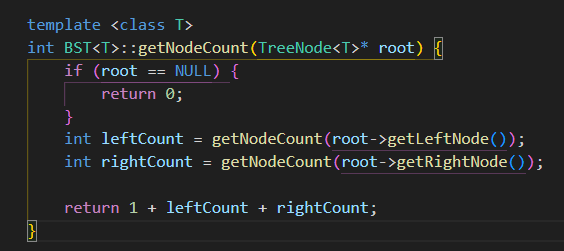 template <class T>
int BST<T>::getNodeCount(TreeNode<T>* root) {
    if (root == NULL) {
        return 0;
    }
    int leftCount = getNodeCount(root->getLeftNode());
    int rightCount = getNodeCount(root->getRightNode());

    return 1 + leftCount + rightCount;
}